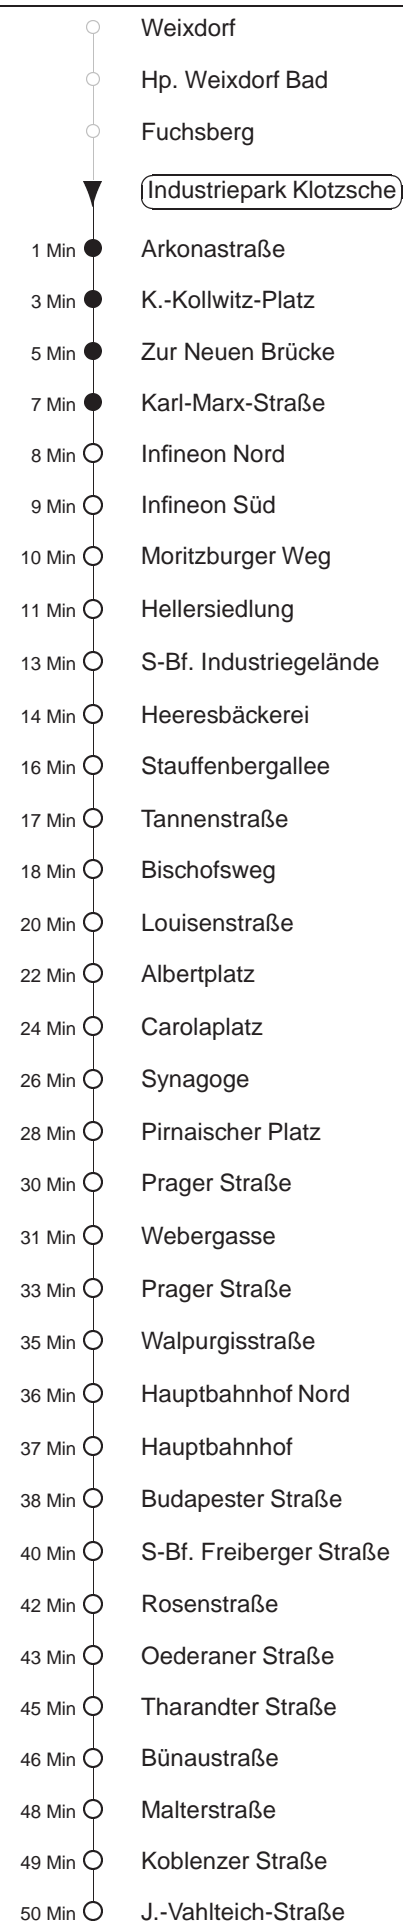 Weixdorf
Hp. Weixdorf Bad
Fuchsberg
Industriepark Klotzsche
1 Min Arkonastraße
3 Min K.-Kollwitz-Platz
5 Min Zur Neuen Brücke
7 Min Karl-Marx-Straße
8 Min Infineon Nord
9 Min Infineon Süd
10 Min Moritzburger Weg
11 Min Hellersiedlung
13 Min S-Bf. Industriegelände
14 Min Heeresbäckerei
16 Min Stauffenbergallee
17 Min Tannenstraße
18 Min Bischofsweg
20 Min Louisenstraße
22 Min Albertplatz
24 Min Carolaplatz
26 Min Synagoge
28 Min Pirnaischer Platz
30 Min Prager Straße
31 Min Webergasse
33 Min Prager Straße
35 Min Walpurgisstraße
36 Min Hauptbahnhof Nord
37 Min Hauptbahnhof
38 Min Budapester Straße
40 Min S-Bf. Freiberger Straße
42 Min Rosenstraße
43 Min Oederaner Straße
45 Min Tharandter Straße
46 Min Bünaustraße
48 Min Malterstraße
49 Min Koblenzer Straße
50 Min J.-Vahlteich-Straße